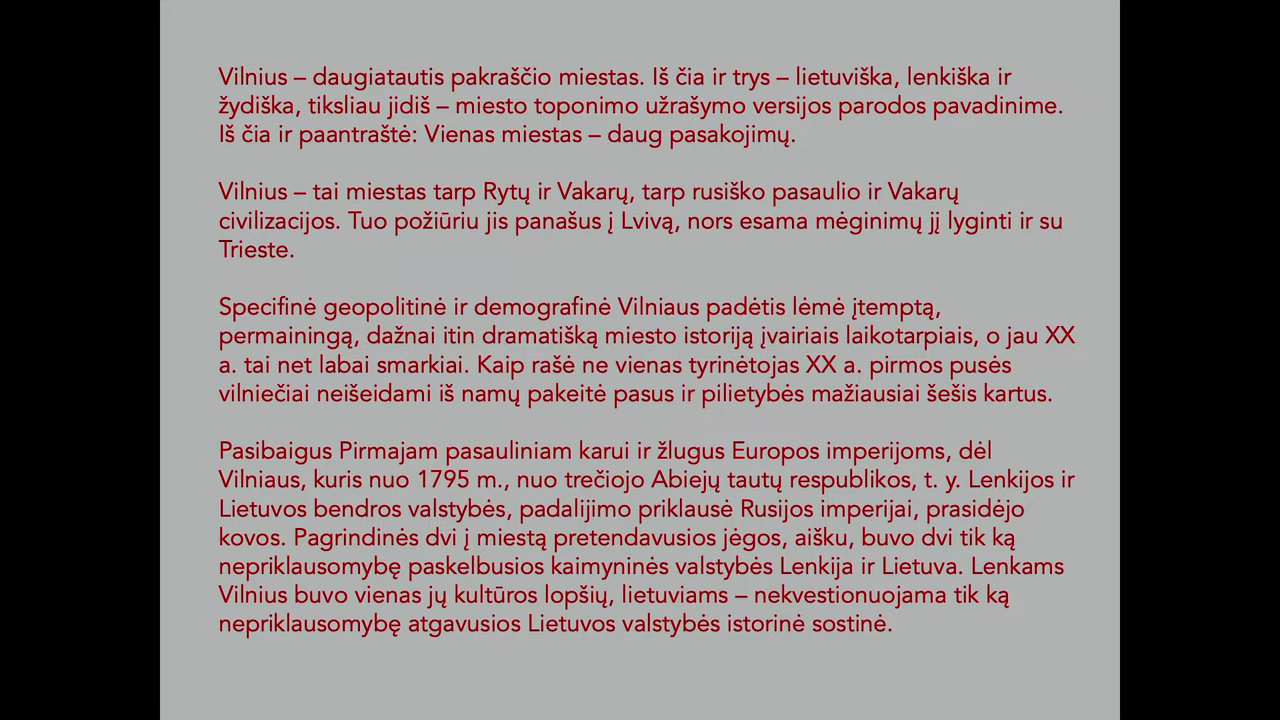 Vilnius – daugiatautis pakraščio miestas. Iš čia ir trys – lietuviška, lenkiška ir
žydiška, tiksliau jidiš – miesto toponimo užrašymo versijos parodos pavadinime.
Iš čia ir paantraštė: Vienas miestas – daug pasakojimų.
Vilnius – tai miestas tarp Rytų ir Vakarų, tarp rusiško pasaulio ir Vakarų
civilizacijos. Tuo požiūriu jis panašus į Lvivą, nors esama mėginimų jį lyginti ir su
Trieste.
Specifinė geopolitinė ir demografinė Vilniaus padėtis lėmė įtemptą,
permainingą, dažnai itin dramatišką miesto istoriją įvairiais laikotarpiais, o jau XX
a. tai net labai smarkiai. Kaip rašė ne vienas tyrinėtojas XX a. pirmos pusės
vilniečiai neišeidami iš namų pakeitė pasus ir pilietybės mažiausiai šešis kartus.
Pasibaigus Pirmajam pasauliniam karui ir žlugus Europos imperijoms, dėl
Vilniaus, kuris nuo 1795 m., nuo trečiojo Abiejų tautų respublikos, t. y. Lenkijos ir
Lietuvos bendros valstybės, padalijimo priklausė Rusijos imperijai, prasidėjo
kovos. Pagrindinės dvi į miestą pretendavusios jėgos, aišku, buvo dvi tik ką
nepriklausomybę paskelbusios kaimyninės valstybės Lenkija ir Lietuva. Lenkams
Vilnius buvo vienas jų kultūros lopšių, lietuviams – nekvestionuojama tik ką
nepriklausomybę atgavusios Lietuvos valstybės istorinė sostinė.